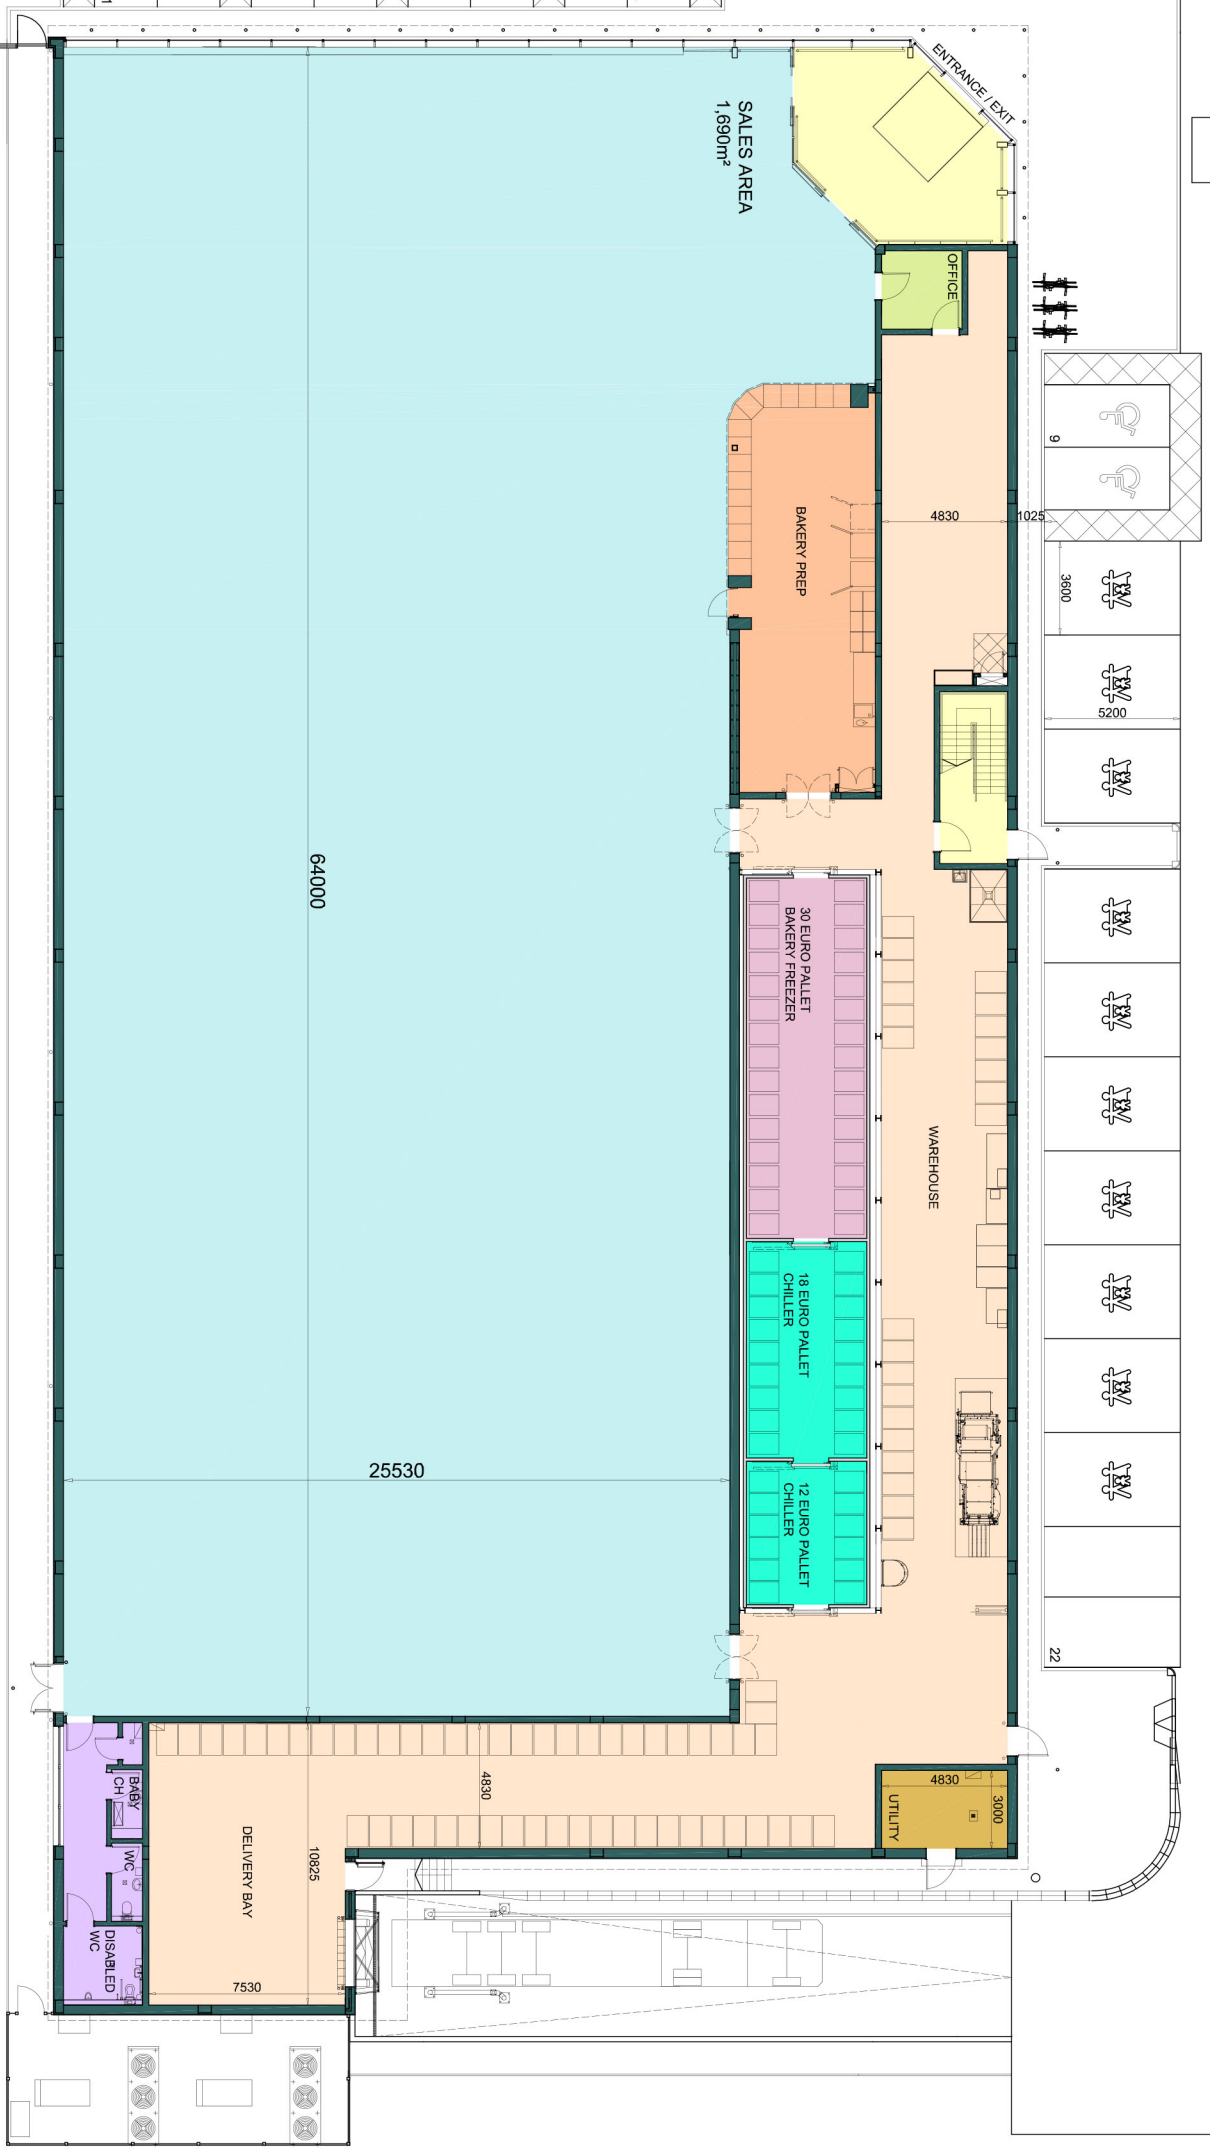 ENTRANCE / EXIT
SALES AREA
1,690m²
OFFICE
9
4830
1025
BAKERY PREP
3600
5200
64000
30 EURO PALLET
BAKERY FREEZER
WAREHOUSE
18 EURO PALLET
CHILLER
25530
12 EURO PALLET
CHILLER
22
4830
4830
3000
UTILITY
BABY
CH
WC
DISABLED
WC
DELIVERY BAY
10825
7530